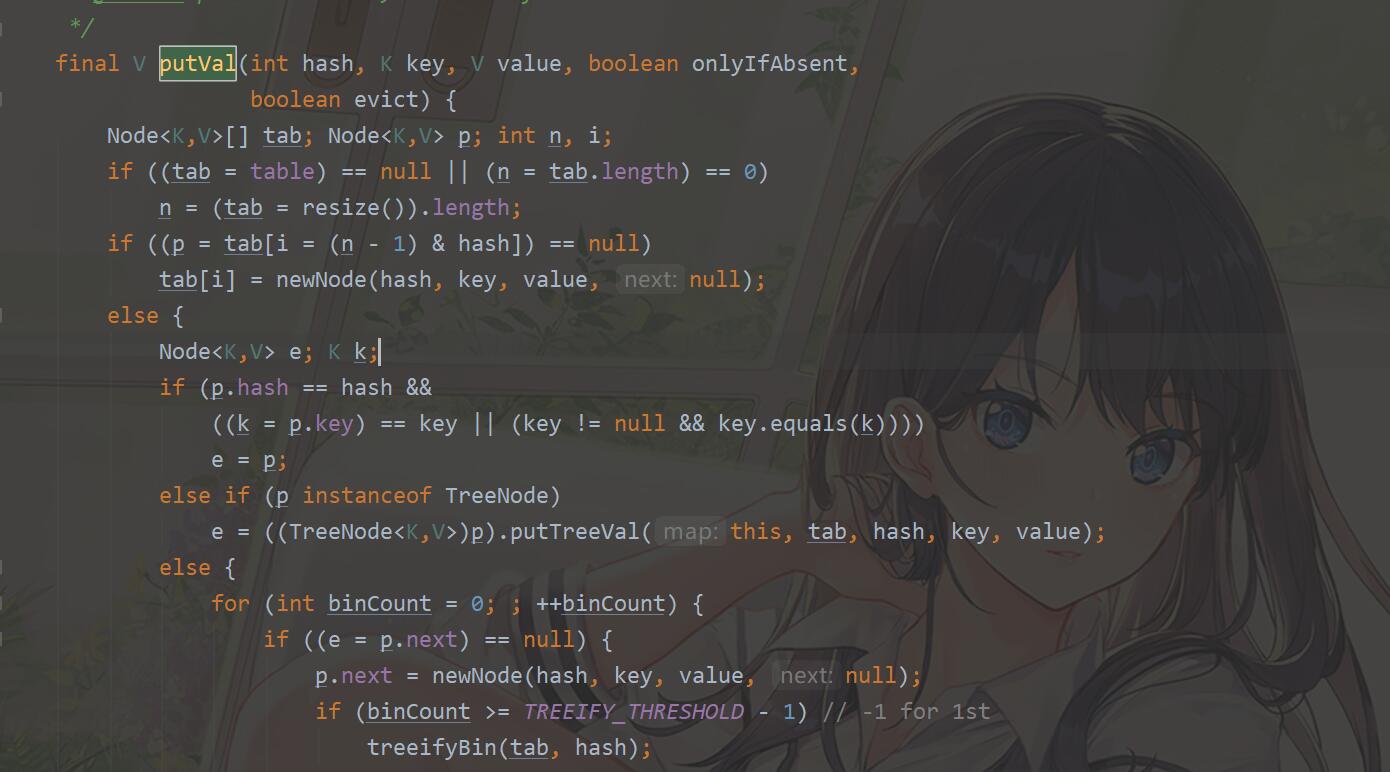 */
final V putVal(int hash, K key, V value, boolean onlyIfAbsent,
boolean evict) {
Node<K,V>[] tab; Node<K,V> p; int n, i;
if ((tab = table) == null || (n = tab.length) == 0)
n = (tab = resize()).length;
if ((p = tab[i = (n - 1) & hash]) == null)
tab[i] = newNode(hash, key, value, next: null);
else {
Node<K,V> e; K k;
if (p.hash == hash &&
((k = p.key) == key || (key != null && key.equals(k))))
e = p;
else if (p instanceof TreeNode)
e = ((TreeNode<K,V>)p).putTreeVal( map: this, tab, hash, key, value);
else {
for (int binCount = 0; ; ++binCount) {
if ((e = p.next) == null) {
p.next = newNode(hash, key, value, next: null);
if (binCount >= TREEIFY_THRESHOLD - 1) // -1 for 1st
treeifyBin(tab, hash);